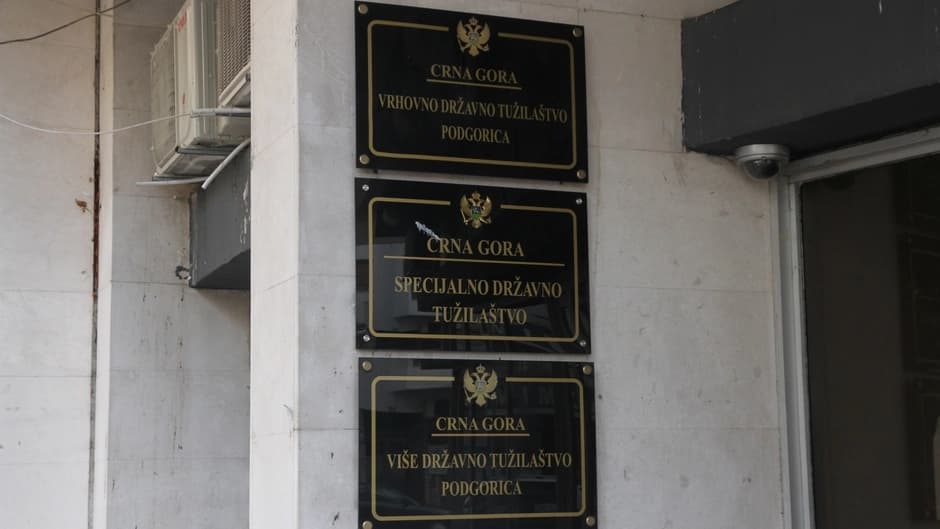 CRNA GORA
VRHOVNO DRŽAVNO TUŽILAŠTVO
PODGORICA
CRNA GORA
SPECIJALNO DRŽAVNO
TUŽILAŠTVO
CRNA GORA
VIŠE DRŽAVNO TUŽILAŠTVO
PODGORICA